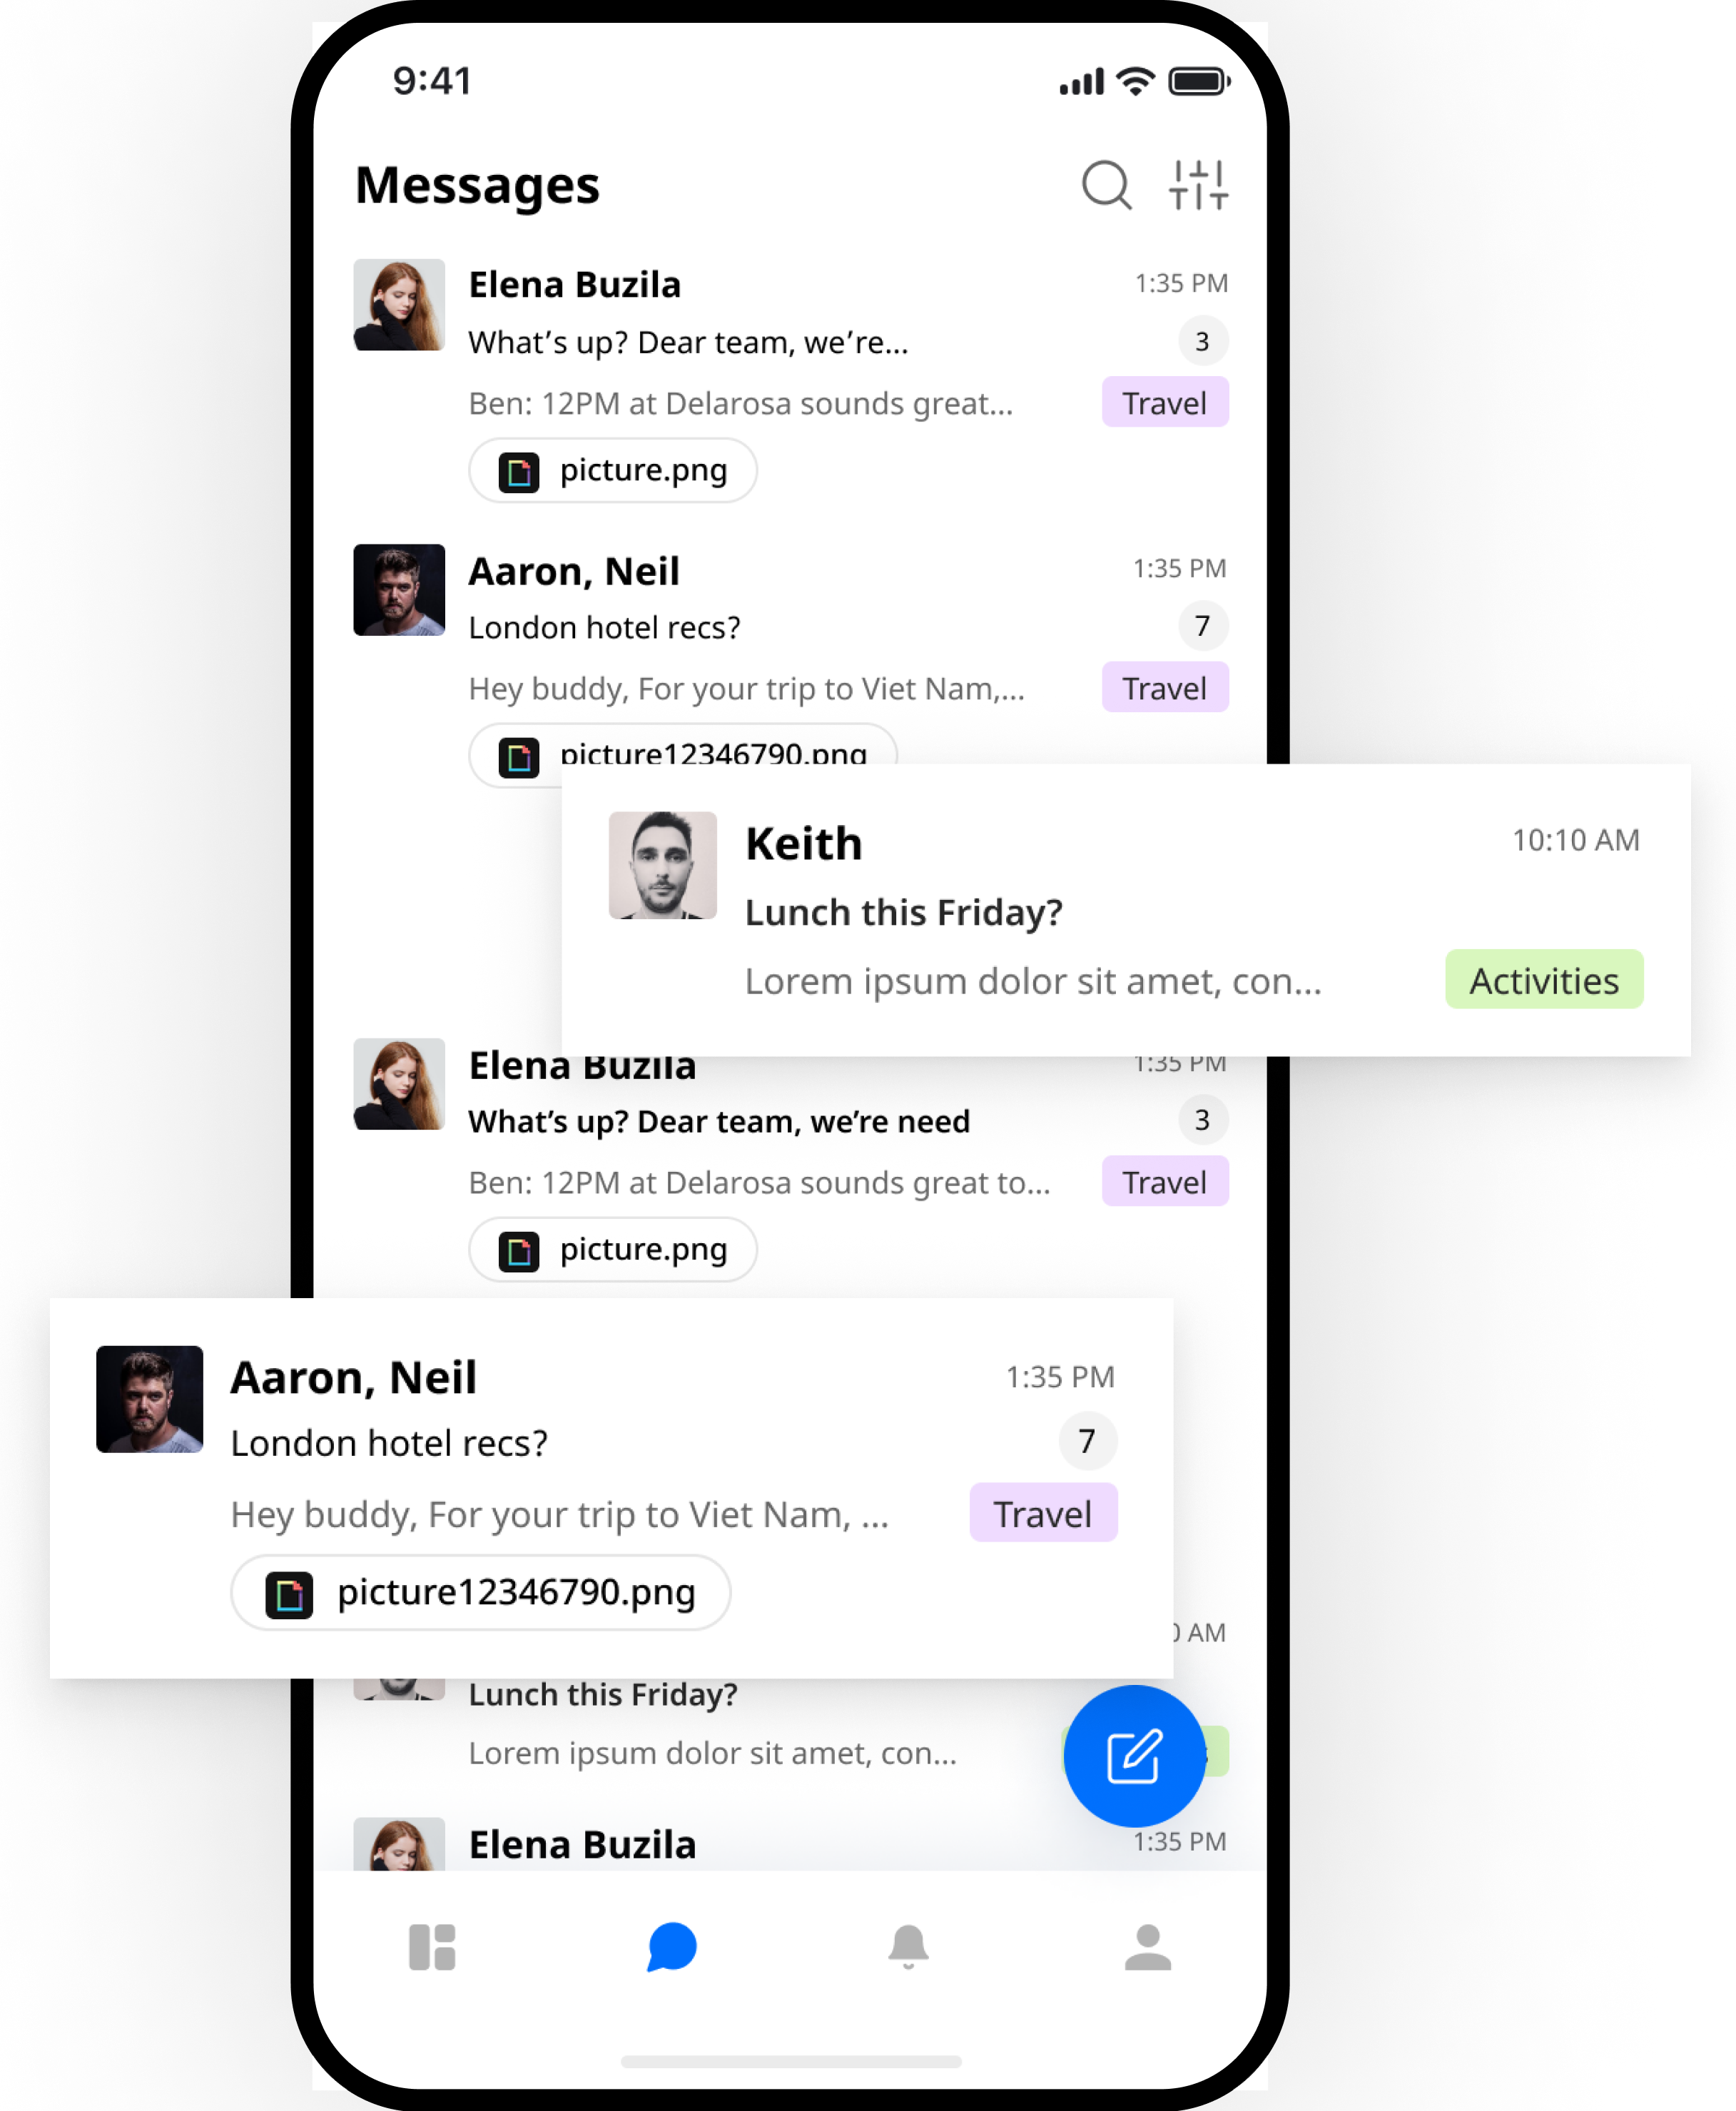 9:41
Messages
Elena Buzila
1:35 PM
What’s up? Dear team, we’re...
3
Ben: 12PM at Delarosa sounds great...
Travel
picture.png
Aaron, Neil
1:35 PM
London hotel recs?
7
Hey buddy, For your trip to Viet Nam,...
Travel
picture12346790.png
Keith
10:10 AM
Lunch this Friday?
Lorem ipsum dolor sit amet, con...
Activities
Elena Buzila
1:35 PM
What’s up? Dear team, we’re need
3
Ben: 12PM at Delarosa sounds great to...
Travel
picture.png
Aaron, Neil
1:35 PM
London hotel recs?
7
Hey buddy, For your trip to Viet Nam, ...
Travel
picture12346790.png
AM
Lunch this Friday?
Lorem ipsum dolor sit amet, con...
Elena Buzila
1:35 PM